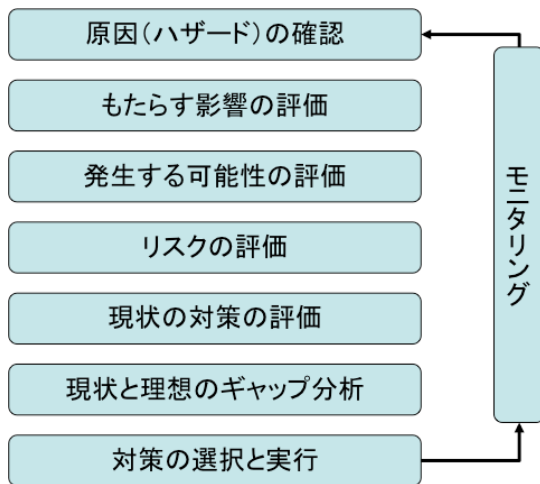 原因（ハザード）の確認
もたらす影響の評価
発生する可能性の評価
リスクの評価
現状の対策の評価
現状と理想のギャップ分析
対策の選択と実行
モニタリング